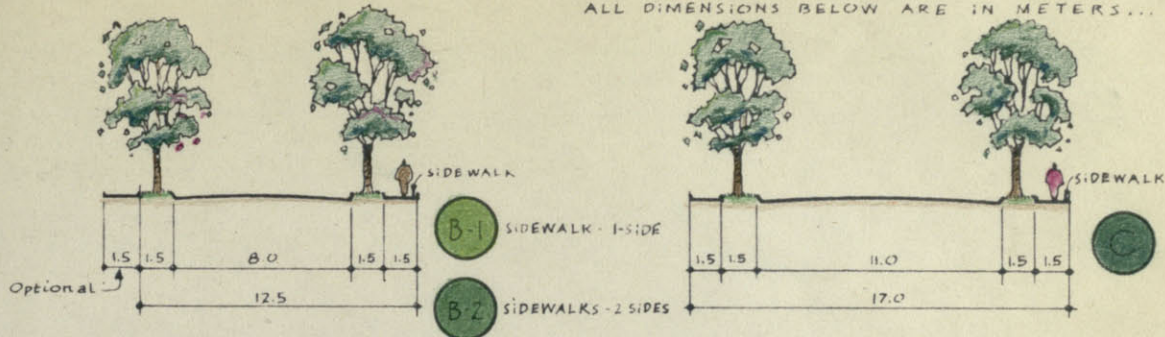 ALL DIMENSIONS BELOW ARE IN METERS...
SIDEWALK
B-1 SIDEWALK - 1-SIDE
1.5 1.5 8.0 1.5 1.5
Optional
12.5
B-2 SIDEWALKS - 2 SIDES
SIDEWALK
C
1.5 1.5 11.0 1.5 1.5
17.0